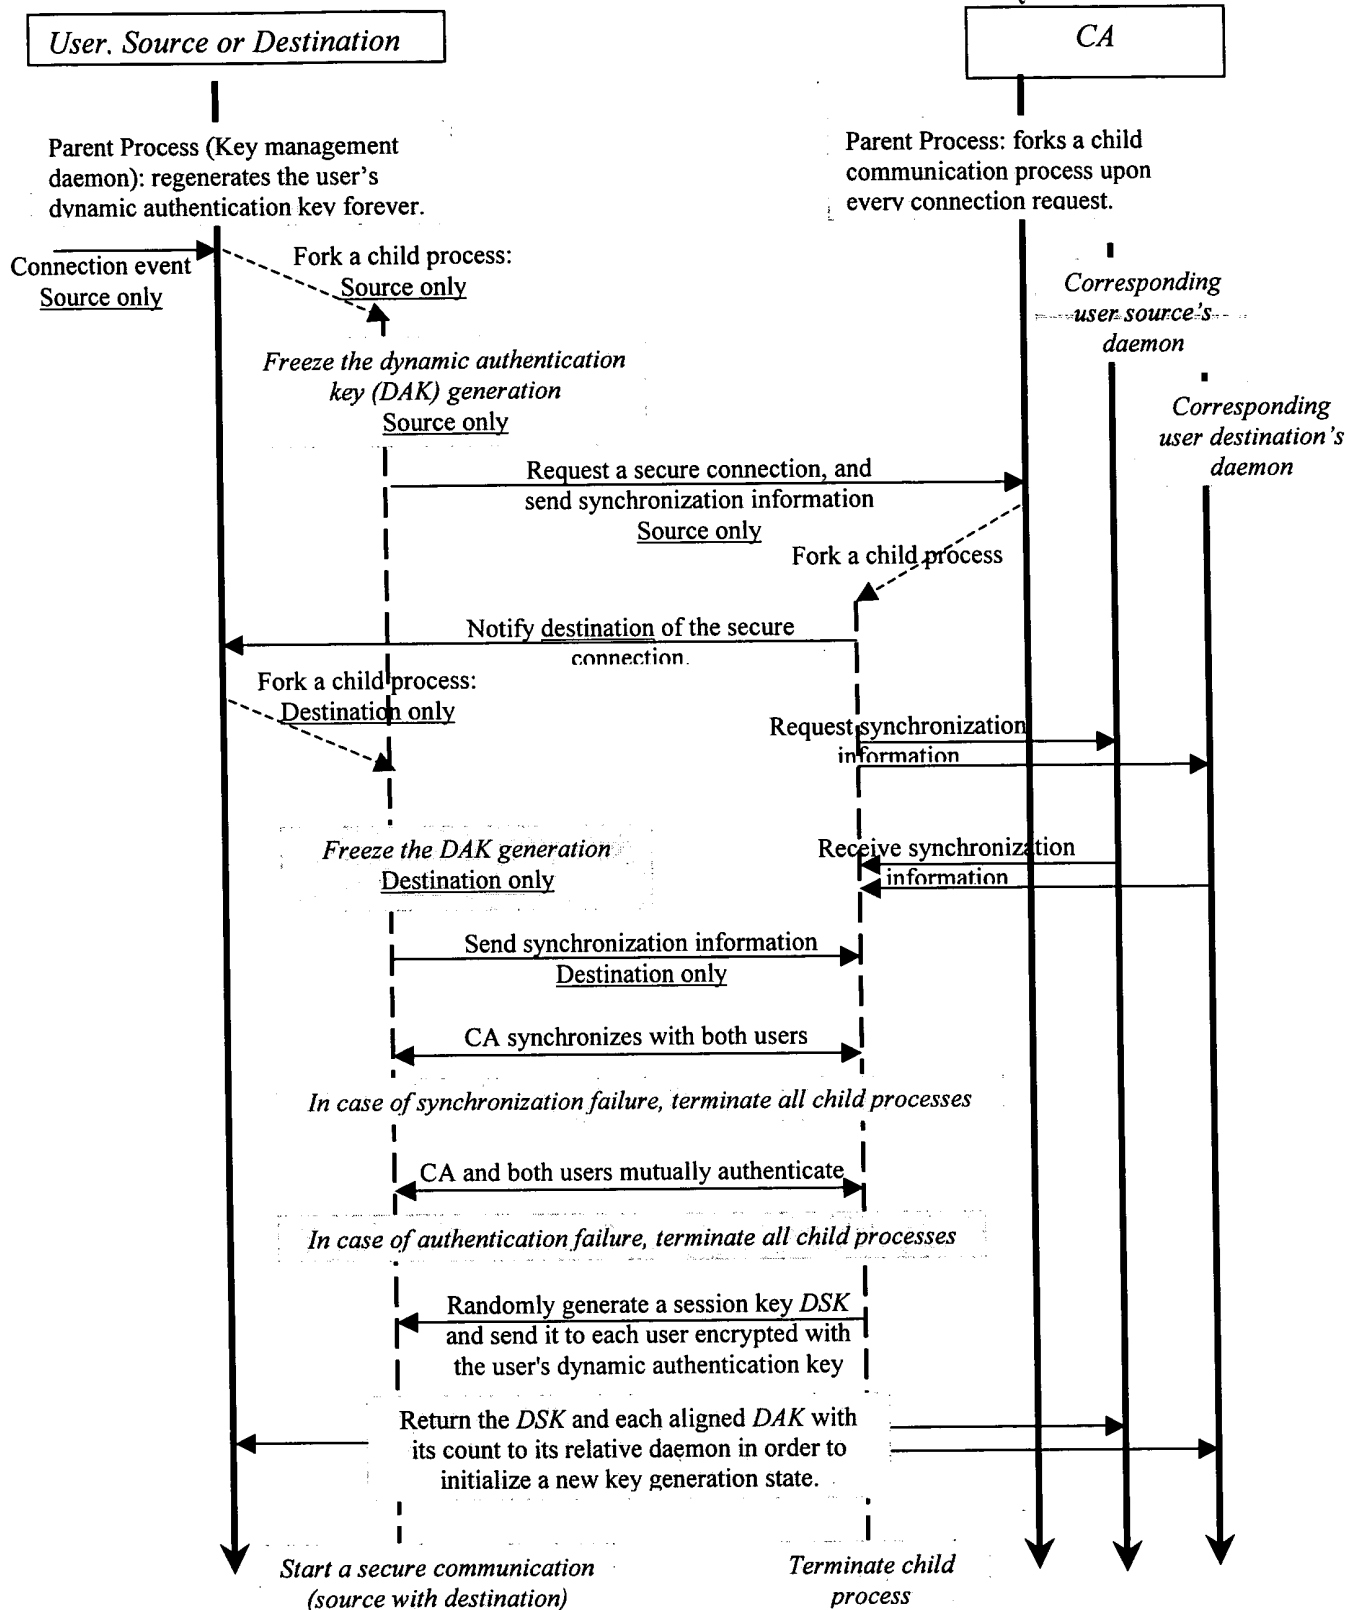 User. Source or Destination
CA
Parent Process (Key management
daemon): regenerates the user's
dynamic authentication key forever.
Parent Process: forks a child
communication process upon
every connection request.
Connection event
Source only
Fork a child process:
Source only
Corresponding
user source's
daemon
Freeze the dynamic authentication
key (DAK) generation
Source only
Corresponding
user destination's
daemon
Request a secure connection, and
send synchronization information
Source only
Fork a child process
Notify destination of the secure
connection.
Fork a child process:
Destination only
Request synchronization
information
Freeze the DAK generation
Destination only
Receive synchronization
information
Send synchronization information
Destination only
CA synchronizes with both users
In case of synchronization failure, terminate all child processes
CA and both users mutually authenticate
In case of authentication failure, terminate all child processes
Randomly generate a session key DSK
and send it to each user encrypted with
the user's dynamic authentication key
Return the DSK and each aligned DAK with
its count to its relative daemon in order to
initialize a new key generation state.
Start a secure communication
(source with destination)
Terminate child
process